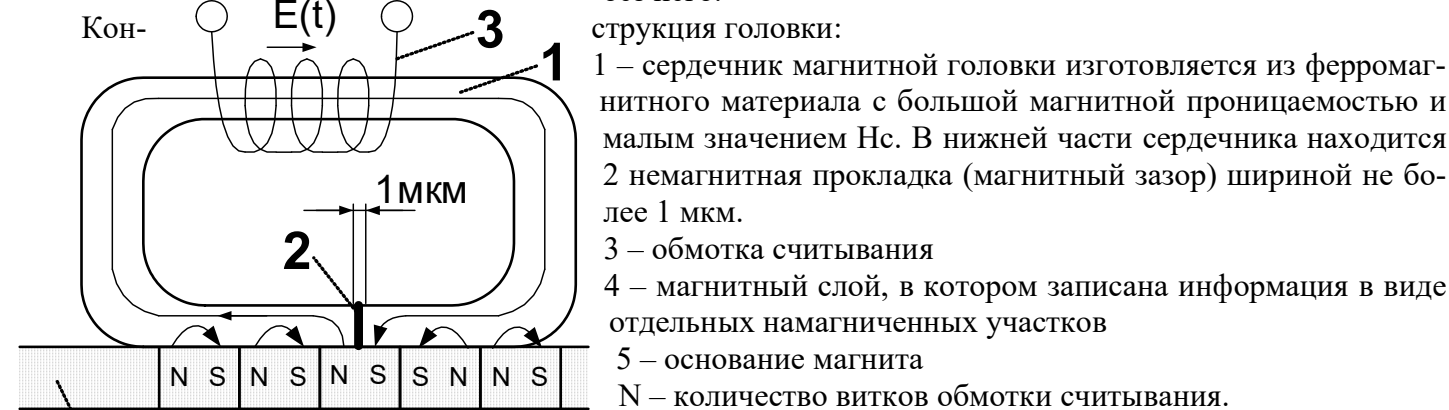 Кон- E(t) струкция головки:
3
1
1 – сердечник магнитной головки изготовляется из ферромаг-
нитного материала с большой магнитной проницаемостью и
малым значением Нс. В нижней части сердечника находится
2 немагнитная прокладка (магнитный зазор) шириной не бо-
лее 1 мкм.
3 – обмотка считывания
4 – магнитный слой, в котором записана информация в виде
отдельных намагниченных участков
5 – основание магнита
N – количество витков обмотки считывания.
1мкм
2
N S N S N S S N N S